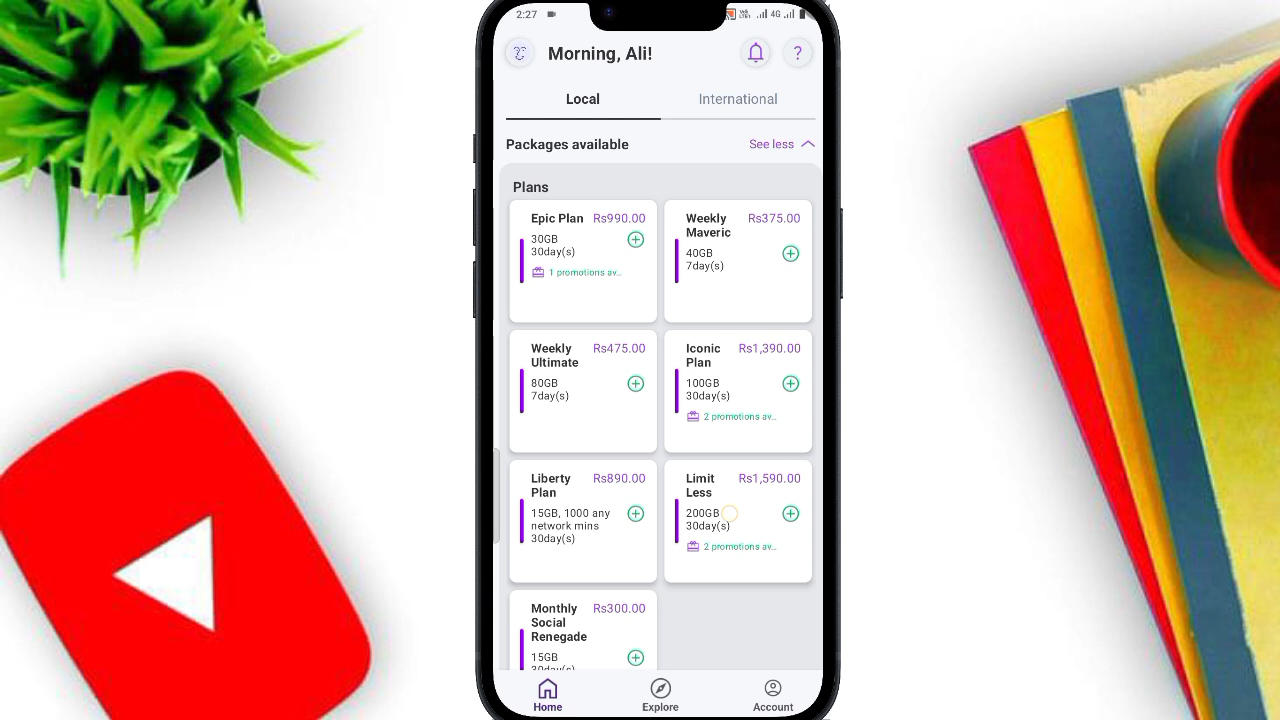 2:27
4G
Morning, Ali!
?
Local
International
Packages available
See less
Plans
Epic Plan
Rs990.00
30GB
30day(s)
1 promotions av...
Weekly
Maveric
Rs375.00
40GB
7day(s)
Weekly
Ultimate
Rs475.00
80GB
7day(s)
Iconic
Plan
Rs1,390.00
100GB
30day(s)
2 promotions av...
Liberty
Plan
Rs890.00
15GB, 1000 any
network mins
30day(s)
Limit
Less
Rs1,590.00
200GB
30day(s)
2 promotions av...
Monthly
Social
Renegade
Rs300.00
15GB
30day(s)
Home
Explore
Account